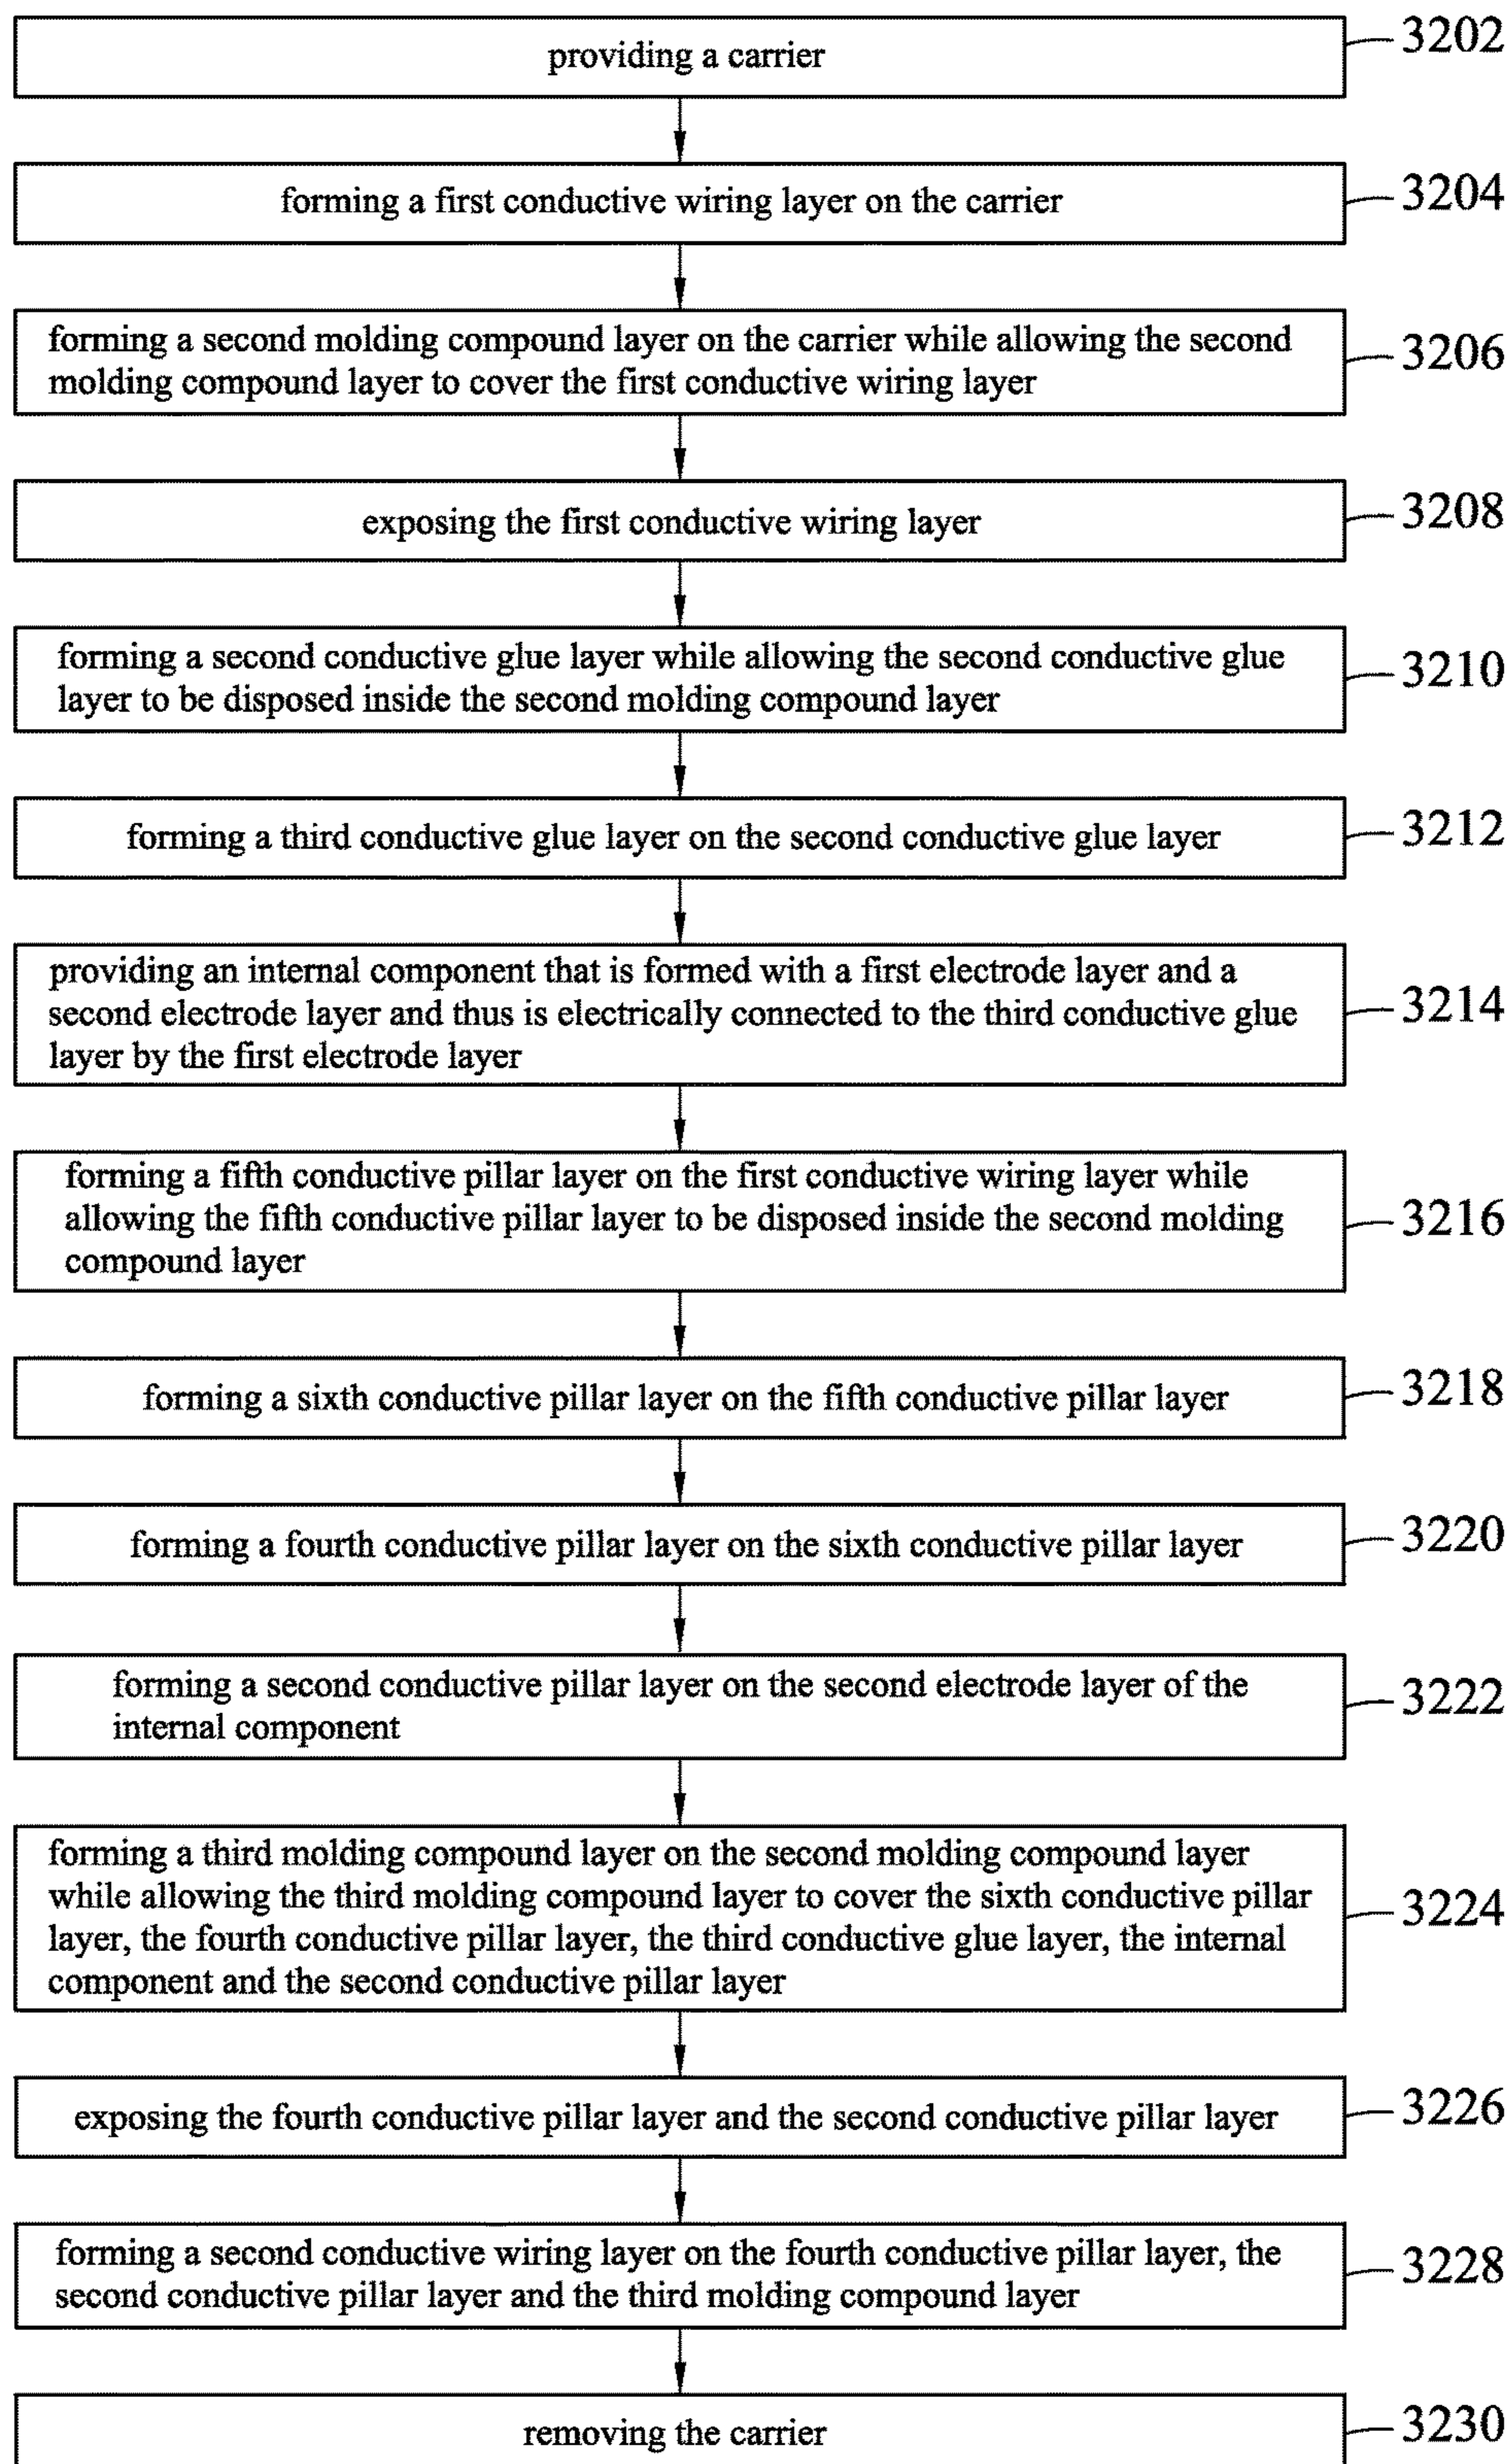 providing a carrier
3202
forming a first conductive wiring layer on the carrier
3204
forming a second molding compound layer on the carrier while allowing the second
molding compound layer to cover the first conductive wiring layer
3206
exposing the first conductive wiring layer
3208
forming a second conductive glue layer while allowing the second conductive glue
layer to be disposed inside the second molding compound layer
3210
forming a third conductive glue layer on the second conductive glue layer
3212
providing an internal component that is formed with a first electrode layer and a
second electrode layer and thus is electrically connected to the third conductive glue
layer by the first electrode layer
3214
forming a fifth conductive pillar layer on the first conductive wiring layer while
allowing the fifth conductive pillar layer to be disposed inside the second molding
compound layer
3216
forming a sixth conductive pillar layer on the fifth conductive pillar layer
3218
forming a fourth conductive pillar layer on the sixth conductive pillar layer
3220
forming a second conductive pillar layer on the second electrode layer of the
internal component
3222
forming a third molding compound layer on the second molding compound layer
while allowing the third molding compound layer to cover the sixth conductive pillar
layer, the fourth conductive pillar layer, the third conductive glue layer, the internal
component and the second conductive pillar layer
3224
exposing the fourth conductive pillar layer and the second conductive pillar layer
3226
forming a second conductive wiring layer on the fourth conductive pillar layer, the
second conductive pillar layer and the third molding compound layer
3228
removing the carrier
3230